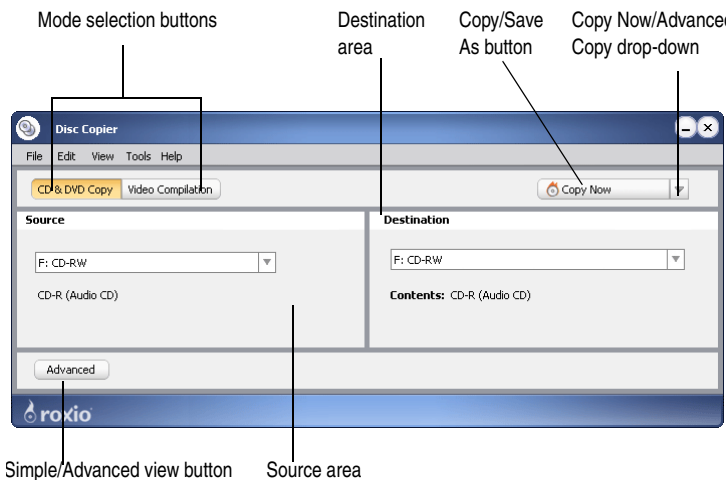 Mode selection buttons
Destination area
Copy/Save As button
Copy Now/Advanced Copy drop-down
Disc Copier
File Edit View Tools Help
CD & DVD Copy Video Compilation Copy Now
Source Destination
F: CD-RW F: CD-RW
CD-R (Audio CD) Contents: CD-R (Audio CD)
Advanced
roxio
Simple/Advanced view button Source area